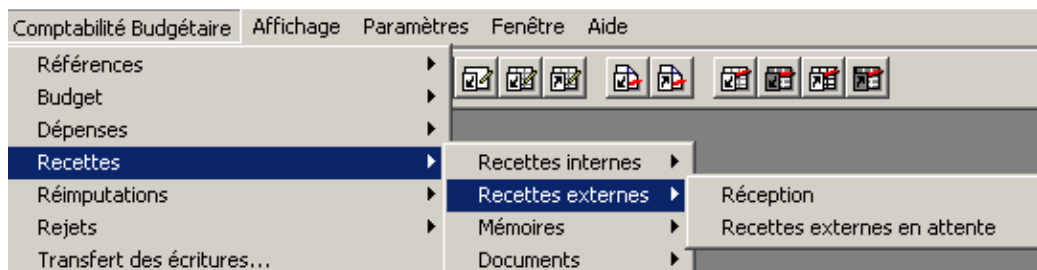 Comptabilité Budgétaire Affichage Paramètres Fenêtre Aide
Références
Budget
Dépenses
Recettes
Réimputations
Rejets
Transfert des écritures...
Recettes internes
Recettes externes
Mémoires
Documents
Réception
Recettes externes en attente